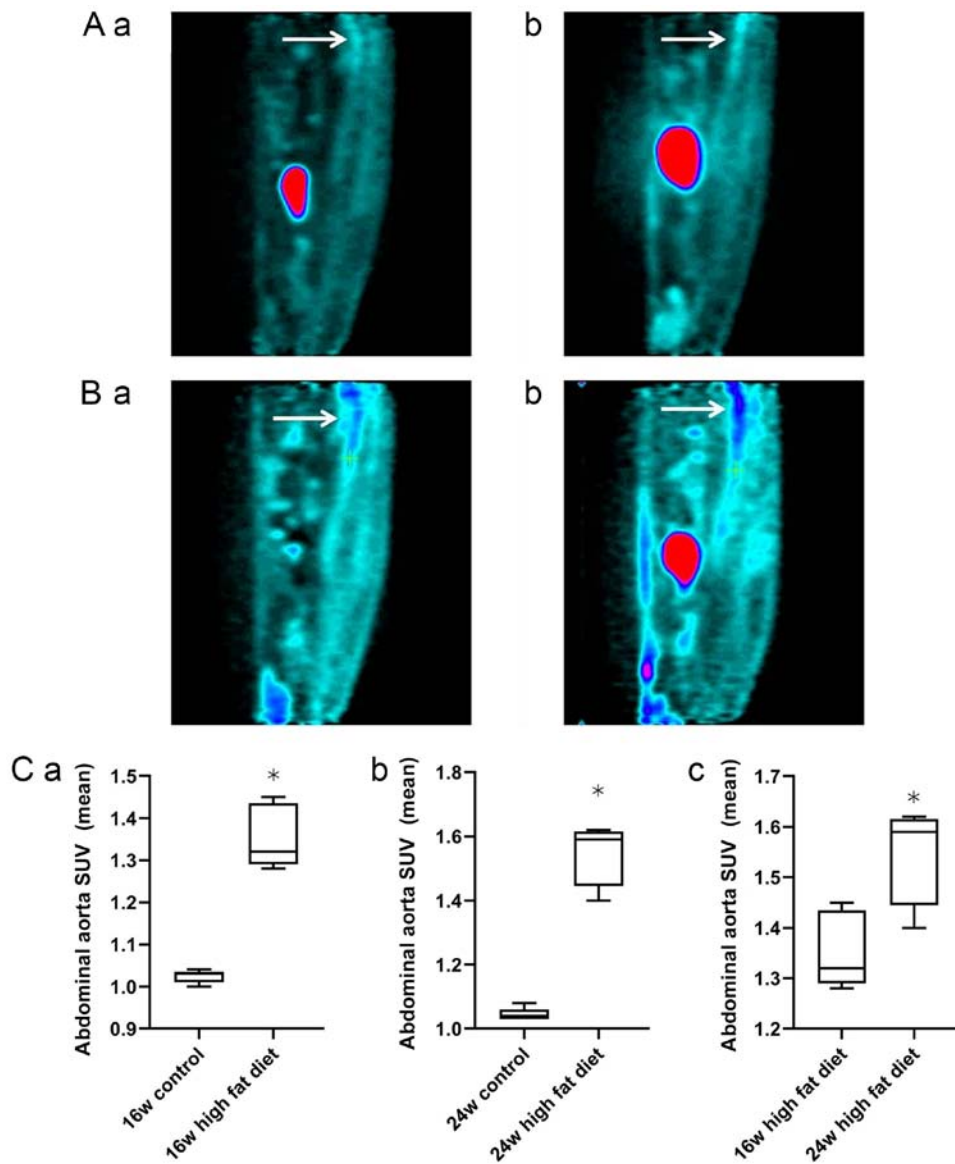 A a
b
B a
b
C a
Abdominal aorta SUV (mean)
1.5
1.4
1.3
1.2
1.1
1.0
0.9
*
16w control
16w high fat diet
b
Abdominal aorta SUV (mean)
1.8
1.6
1.4
1.2
1.0
*
24w control
24w high fat diet
c
Abdominal aorta SUV (mean)
1.7
1.6
1.5
1.4
1.3
1.2
*
16w high fat diet
24w high fat diet